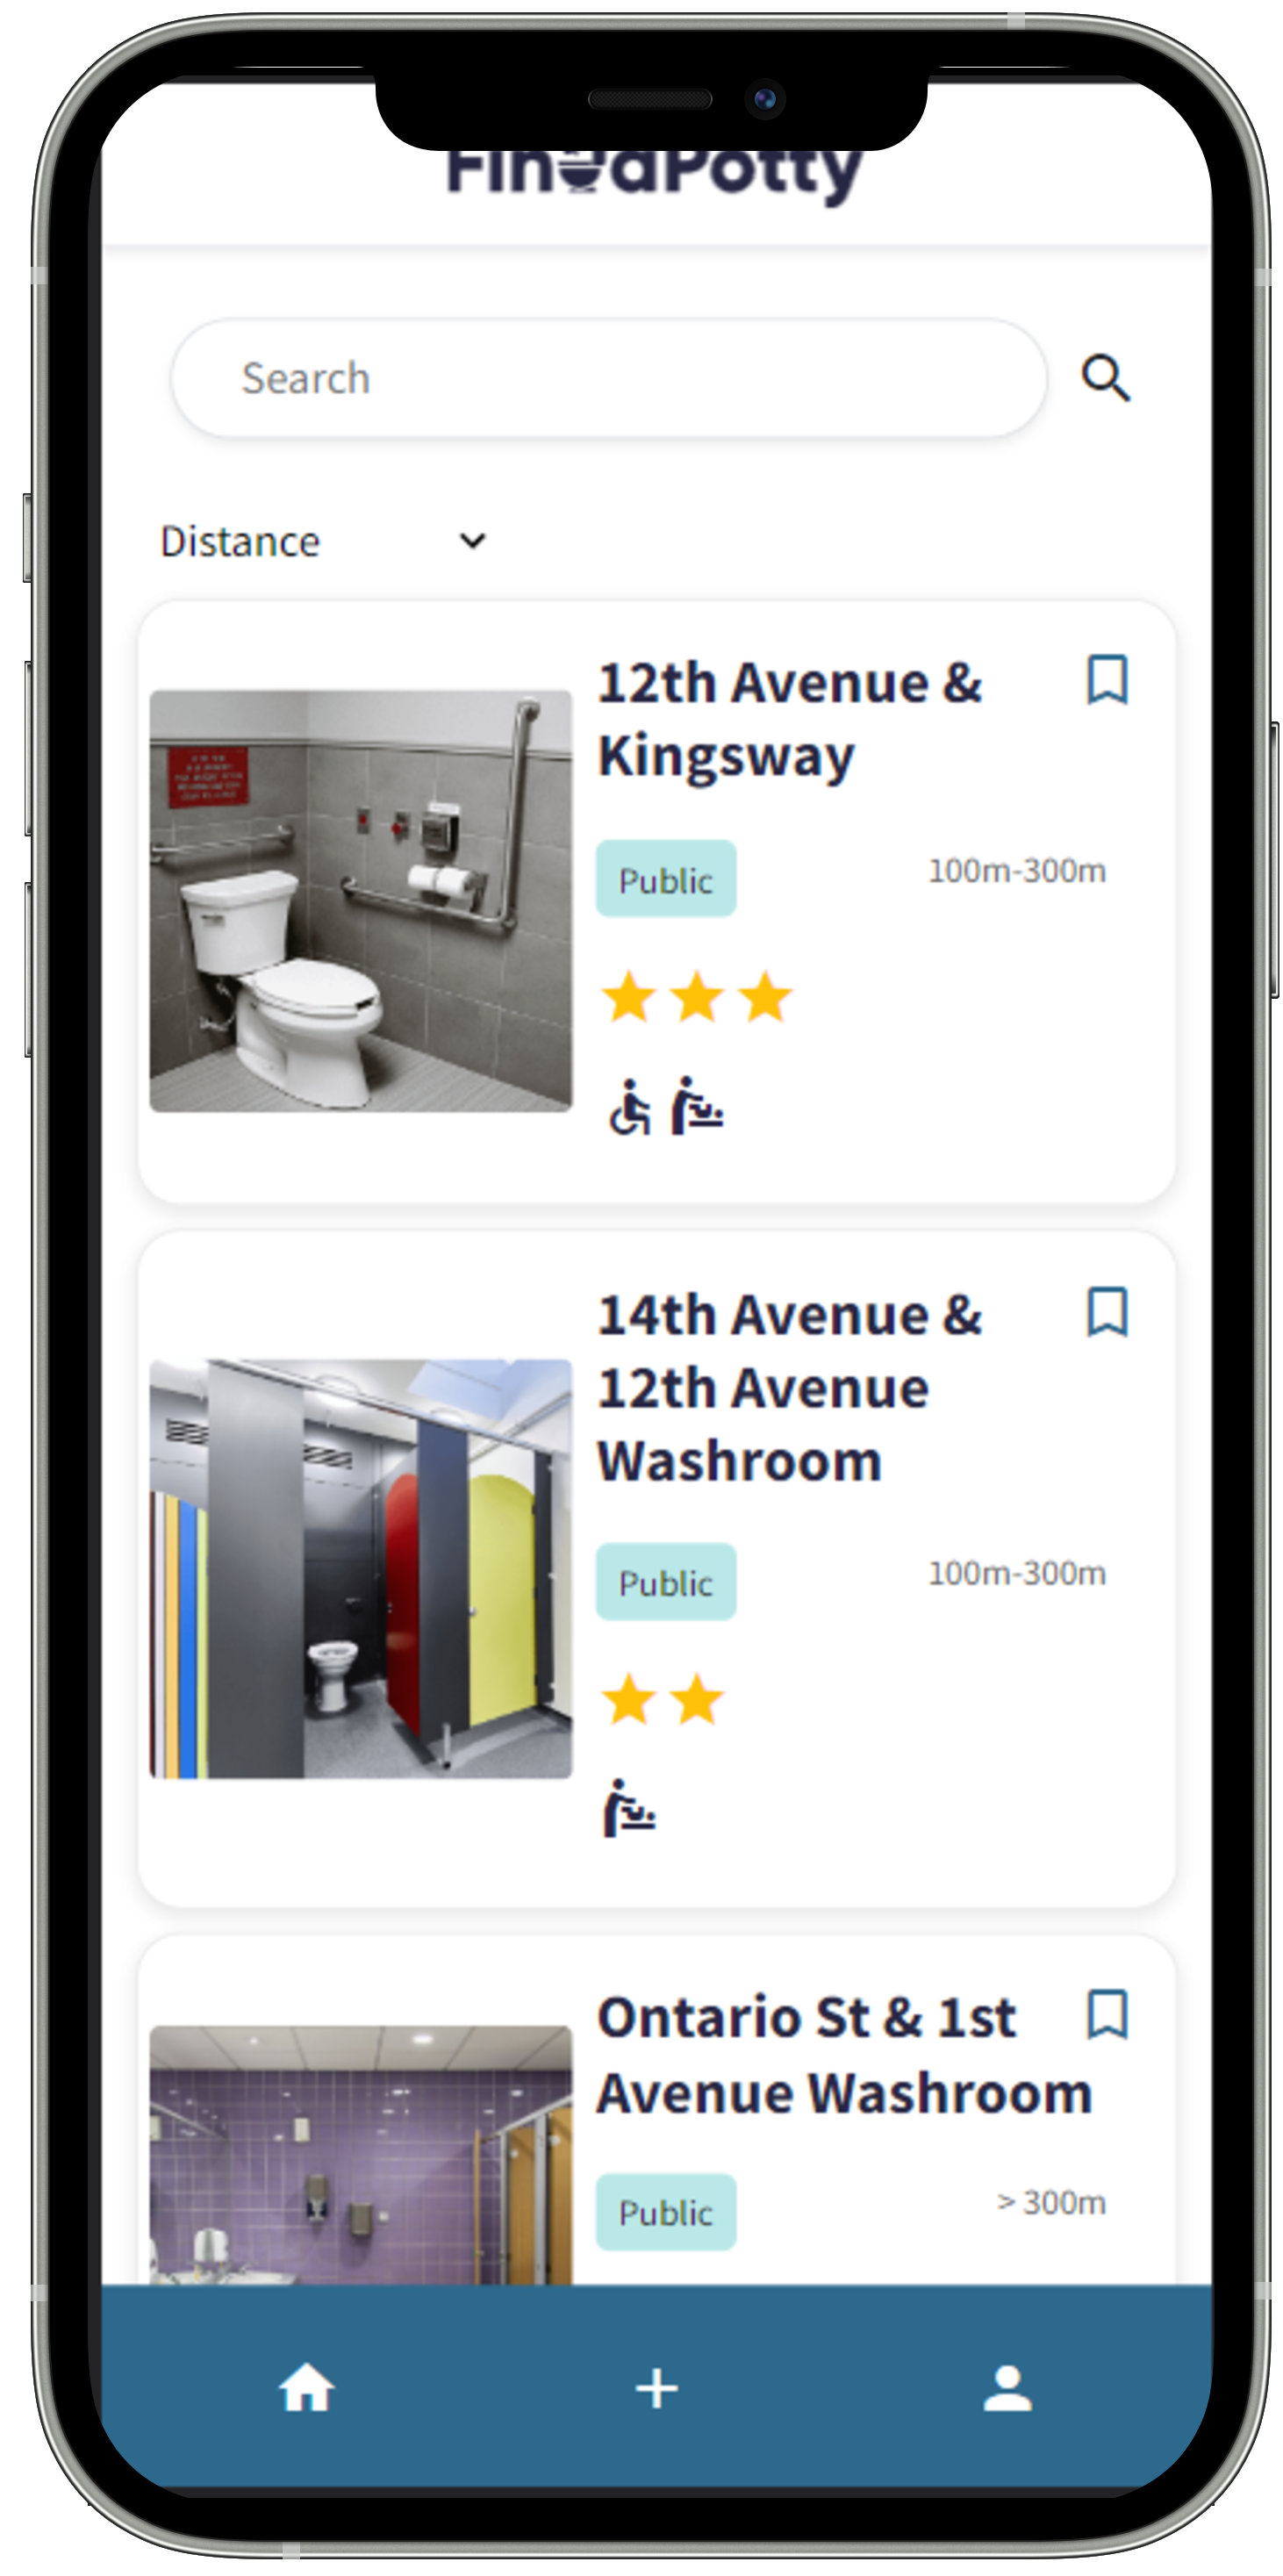 FindaPotty
Search
Distance
12th Avenue &
Kingsway
Public
100m-300m
14th Avenue &
12th Avenue
Washroom
Public
100m-300m
Ontario St & 1st
Avenue Washroom
Public
> 300m